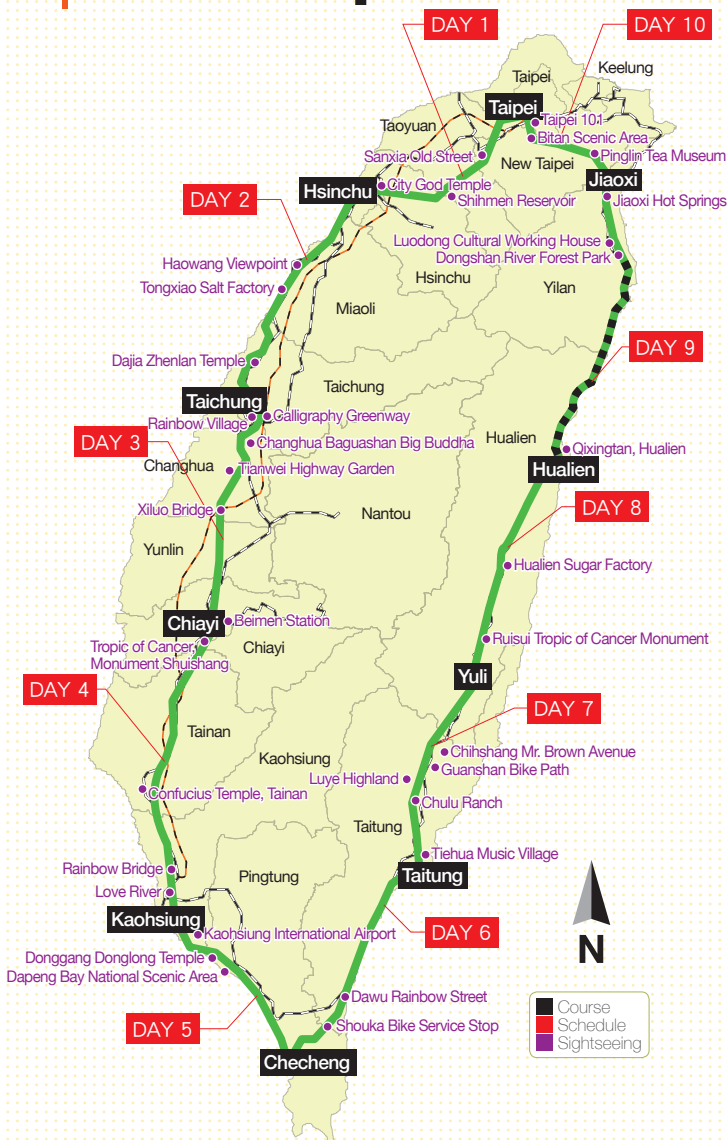 DAY 1
DAY 10
Taipei
Keelung
Taipei
Taipei 101
Taoyuan
Bitan Scenic Area
Sanxia Old Street
New Taipei
Pinglin Tea Museum
Jiaoxi
Hsinchu
City God Temple
Shihmen Reservoir
Jiaoxi Hot Springs
DAY 2
Luodong Cultural Working House
Dongshan River Forest Park
Haowang Viewpoint
Hsinchu
Yilan
Tongxiao Salt Factory
Miaoli
DAY 9
Dajia Zhenlan Temple
Taichung
Taichung
Rainbow Village
Calligraphy Greenway
DAY 3
Changhua Baguashan Big Buddha
Hualien
Qixingtan, Hualien
Changhua
Tianwei Highway Garden
Hualien
Xiluo Bridge
Nantou
DAY 8
Yunlin
Hualien Sugar Factory
Chiayi
Beimen Station
Tropic of Cancer,
Monument Shuishang
Chiayi
Ruisui Tropic of Cancer Monument
Yuli
DAY 4
DAY 7
Tainan
Kaohsiung
Chihshang Mr. Brown Avenue
Guanshan Bike Path
Luye Highland
Confucius Temple, Tainan
Chulu Ranch
Taitung
Tiehua Music Village
Rainbow Bridge
Pingtung
Taitung
Love River
Kaohsiung
Kaohsiung International Airport
DAY 6
N
Donggang Donglong Temple
Dapeng Bay National Scenic Area
Dawu Rainbow Street
DAY 5
Shouka Bike Service Stop
Checheng
Course
Schedule
Sightseeing